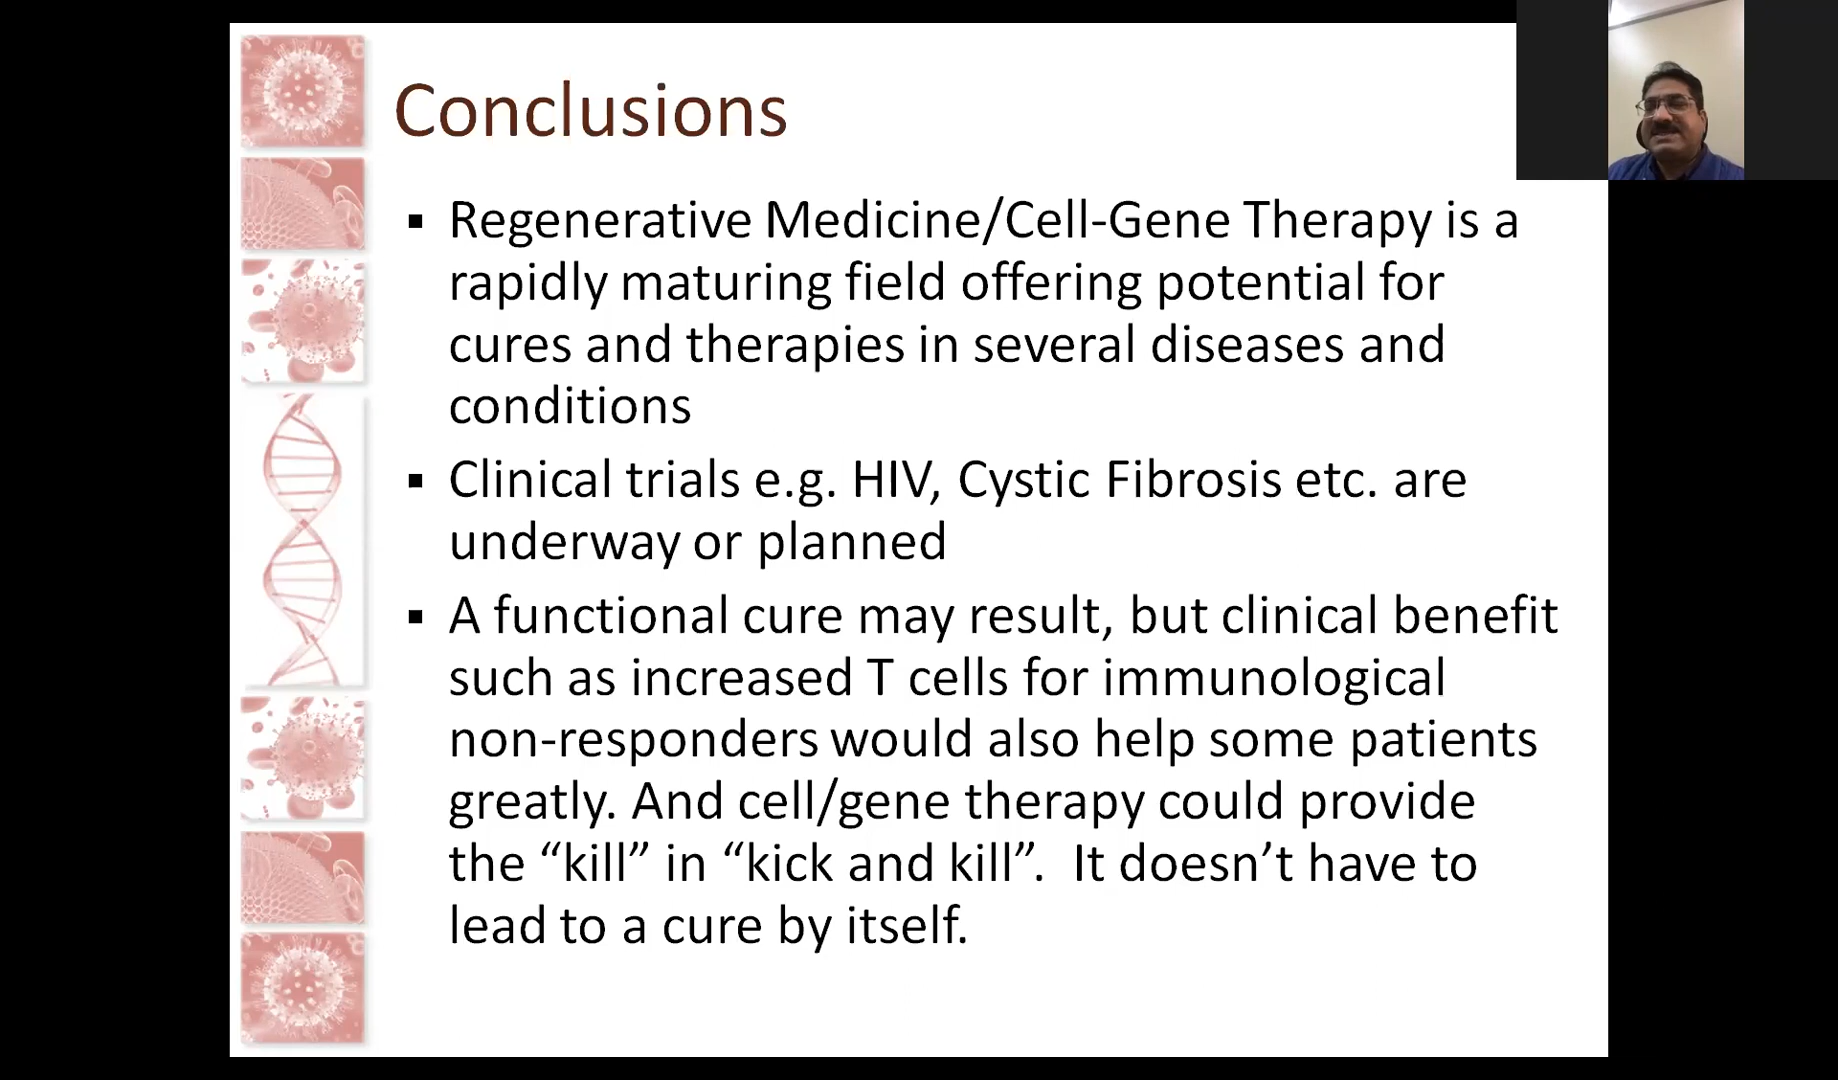 Conclusions
▪ Regenerative Medicine/Cell-Gene Therapy is a
rapidly maturing field offering potential for
cures and therapies in several diseases and
conditions
▪ Clinical trials e.g. HIV, Cystic Fibrosis etc. are
underway or planned
▪ A functional cure may result, but clinical benefit
such as increased T cells for immunological
non-responders would also help some patients
greatly. And cell/gene therapy could provide
the “kill” in “kick and kill”.  It doesn’t have to
lead to a cure by itself.